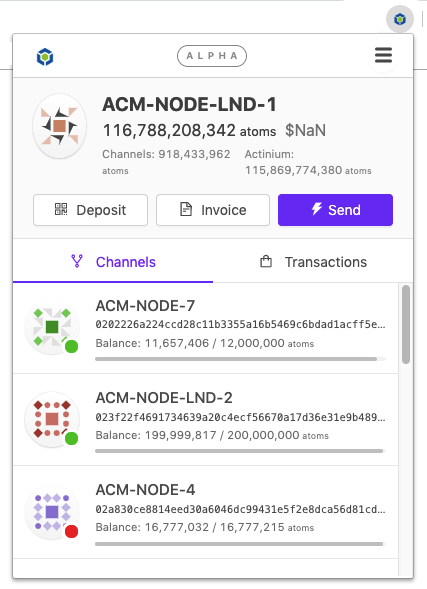 ALPHA
ACM-NODE-LND-1
116,788,208,342 atoms $NaN
Channels: 918,433,962 atoms
Actinium: 115,869,774,380 atoms
Deposit
Invoice
Send
Channels
Transactions
ACM-NODE-7
0202226a224ccd28c11b3355a16b5469c6bdad1acff5e...
Balance: 11,657,406 / 12,000,000 atoms
ACM-NODE-LND-2
023f22f4691734639a20c4ecf56670a17d36e31e9b489...
Balance: 199,999,817 / 200,000,000 atoms
ACM-NODE-4
02a830ce8814eed30a6046dc99431e5f2e8dca56d81cd...
Balance: 16,777,032 / 16,777,215 atoms